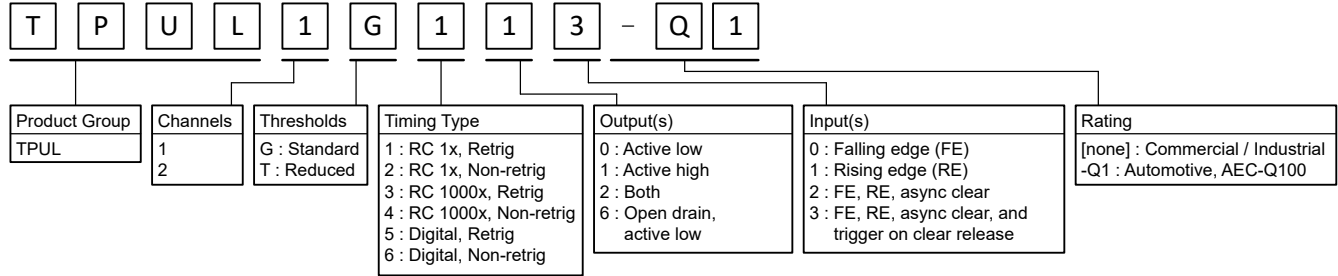 T P U L 1 G 1 1 3 - Q 1
Product Group
TPUL
Channels
1
2
Thresholds
G : Standard
T : Reduced
Timing Type
1 : RC 1x, Retrig
2 : RC 1x, Non-retrig
3 : RC 1000x, Retrig
4 : RC 1000x, Non-retrig
5 : Digital, Retrig
6 : Digital, Non-retrig
Output(s)
0 : Active low
1 : Active high
2 : Both
6 : Open drain,
active low
Input(s)
0 : Falling edge (FE)
1 : Rising edge (RE)
2 : FE, RE, async clear
3 : FE, RE, async clear, and
trigger on clear release
Rating
[none] : Commercial / Industrial
-Q1 : Automotive, AEC-Q100